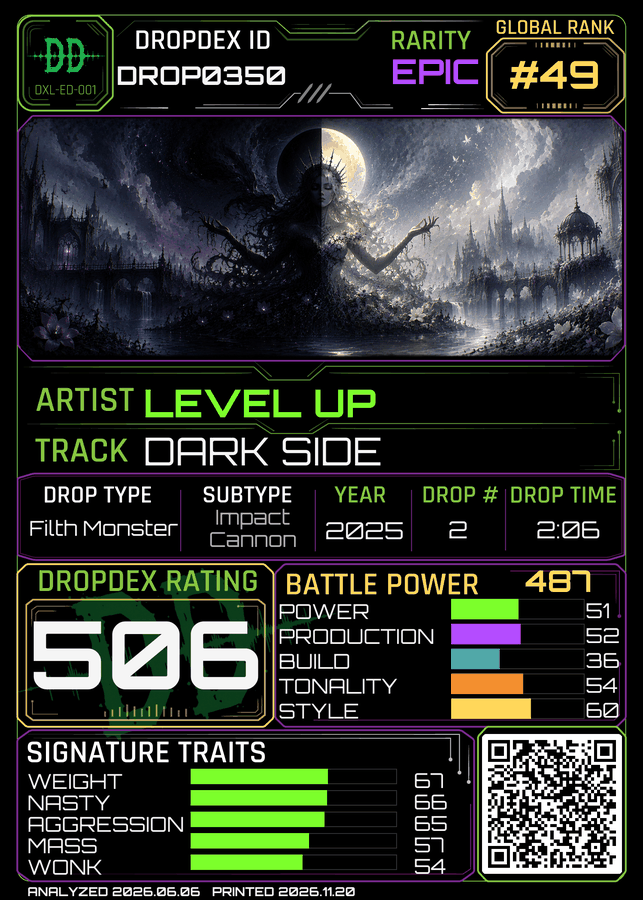 DD
DXL-ED-001
DROPDEX ID
DROP0350
RARITY
EPIC
GLOBAL RANK
#49
ARTIST LEVEL UP
TRACK DARK SIDE
DROP TYPE SUBTYPE YEAR DROP # DROP TIME
Filth Monster Impact Cannon 2025 2 2:06
DROPDEX RATING
506
BATTLE POWER 487
POWER 51
PRODUCTION 52
BUILD 36
TONALITY 54
STYLE 60
SIGNATURE TRAITS
WEIGHT 67
NASTY 66
AGGRESSION 65
MASS 57
WONK 54
ANALYZED 2026.06.06 PRINTED 2026.11.20